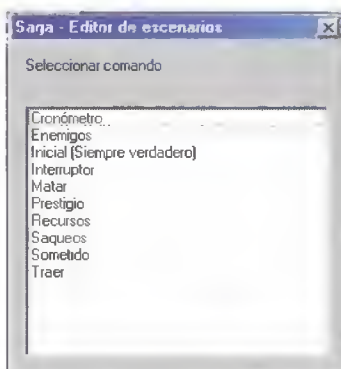 Saga - Editor de escenarios
Seleccionar comando
Cronómetro
Enemigos
Inicial (Siempre verdadero)
Interruptor
Matar
Prestigio
Recursos
Saqueos
Sometido
Traer